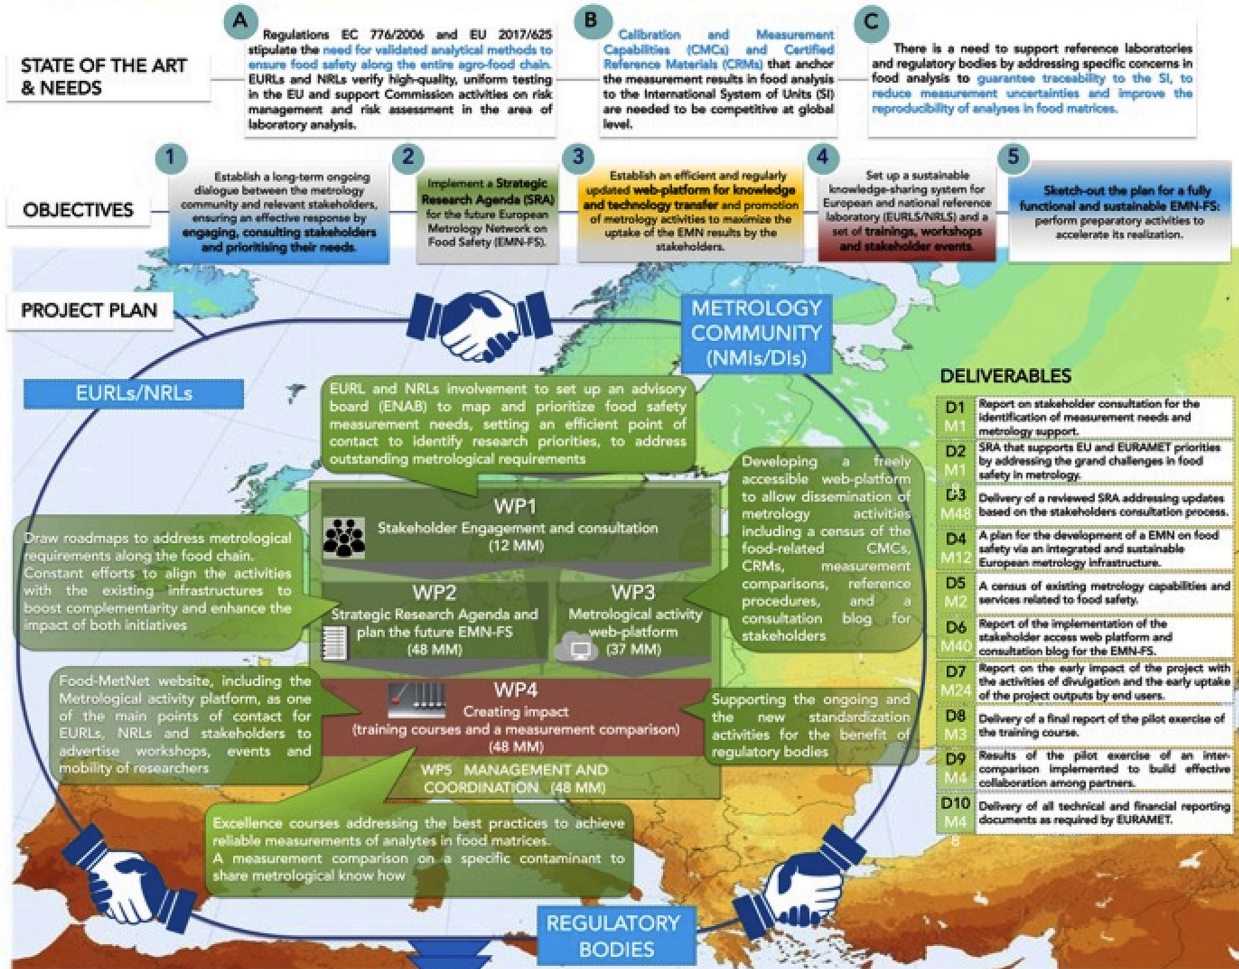 STATE OF THE ART
& NEEDS
A
Regulations EC 776/2006 and EU 2017/625
stipulate the need for validated analytical methods to
ensure food safety along the entire agro-food chain.
EURLs and NRLs verify high-quality, uniform testing
in the EU and support Commission activities on risk
management and risk assessment in the area of
laboratory analysis.
B
Calibration and Measurement
Capabilities (CMCs) and Certified
Reference Materials (CRMs) that anchor
the measurement results in food analysis
to the International System of Units (SI)
are needed to be competitive at global
level.
C
There is a need to support reference laboratories
and regulatory bodies by addressing specific concerns in
food analysis to guarantee traceability to the SI, to
reduce measurement uncertainties and improve the
reproducibility of analyses in food matrices.
OBJECTIVES
1
Establish a long-term ongoing
dialogue between the metrology
community and relevant stakeholders,
ensuring an effective response by
engaging, consulting stakeholders
and prioritising their needs.
2
Implement a Strategic
Research Agenda (SRA)
for the future European
Metrology Network on
Food Safety (EMN-FS).
3
Establish an efficient and regularly
updated web-platform for knowledge
and technology transfer and promotion
of metrology activities to maximize the
uptake of the EMN results by the
stakeholders.
4
Set up a sustainable
knowledge-sharing system for
European and national reference
laboratory (EURLS/NRLS) and a
set of trainings, workshops
and stakeholder events.
5
Sketch-out the plan for a fully
functional and sustainable EMN-FS:
perform preparatory activities to
accelerate its realization.
PROJECT PLAN
METROLOGY
COMMUNITY
(NMIs/DIs)
EURLs/NRLs
EURL and NRLs involvement to set up an advisory
board (ENAB) to map and prioritize food safety
measurement needs, setting an efficient point of
contact to identify research priorities, to address
outstanding metrological requirements
Developing a freely
accessible web-platform
to allow dissemination of
metrology activities
including a census of the
food-related CMCs,
CRMs, measurement
comparisons, reference
procedures, and a
consultation blog for
stakeholders
WP1
Stakeholder Engagement and consultation
(12 MM)
Draw roadmaps to address metrological
requirements along the food chain.
Constant efforts to align the activities
with the existing infrastructures to
boost complementarity and enhance the
impact of both initiatives
WP2
Strategic Research Agenda and
plan the future EMN-FS
(48 MM)
WP3
Metrological activity
web-platform
(37 MM)
Food-MetNet website, including the
Metrological activity platform, as one
of the main points of contact for
EURLs, NRLs and stakeholders to
advertise workshops, events and
mobility of researchers
WP4
Creating impact
(training courses and a measurement comparison)
(48 MM)
Supporting the ongoing and
the new standardization
activities for the benefit of
regulatory bodies
WP5 MANAGEMENT AND
COORDINATION (48 MM)
Excellence courses addressing the best practices to achieve
reliable measurements of analytes in food matrices.
A measurement comparison on a specific contaminant to
share metrological know how
REGULATORY
BODIES
DELIVERABLES
D1
M1
Report on stakeholder consultation for the
identification of measurement needs and
metrology support.
D2
M1
8
SRA that supports EU and EURAMET priorities
by addressing the grand challenges in food
safety in metrology.
D3
M48
Delivery of a reviewed SRA addressing updates
based on the stakeholders consultation process.
D4
M12
A plan for the development of a EMN on food
safety via an integrated and sustainable
European metrology infrastructure.
D5
M2
A census of existing metrology capabilities and
services related to food safety.
D6
M40
Report of the implementation of the
stakeholder access web platform and
consultation blog for the EMN-FS.
D7
M24
Report on the early impact of the project with
the activities of divulgation and the early uptake
of the project outputs by end users.
D8
M3
Delivery of a final report of the pilot exercise of
the training course.
D9
M4
Results of the pilot exercise of an inter-
comparison implemented to build effective
collaboration among partners.
D10
M4
8
Delivery of all technical and financial reporting
documents as required by EURAMET.